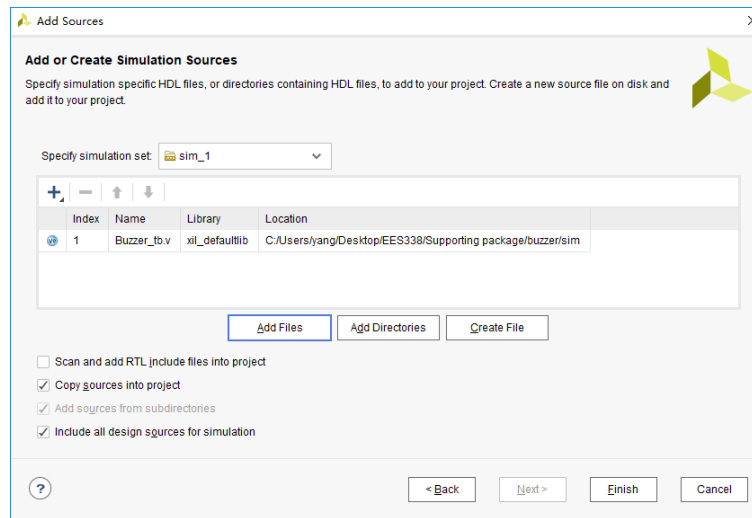 Add Sources
Add or Create Simulation Sources
Specify simulation specific HDL files, or directories containing HDL files, to add to your project. Create a new source file on disk and
add it to your project.
Specify simulation set: sim_1
Index Name Library Location
1 Buzzer_tb.v xil_defaultlib C:/Users/yang/Desktop/EES338/Supporting package/buzzer/sim
Add Files Add Directories Create File
Scan and add RTL include files into project
Copy sources into project
Add sources from subdirectories
Include all design sources for simulation
? < Back Next > Finish Cancel